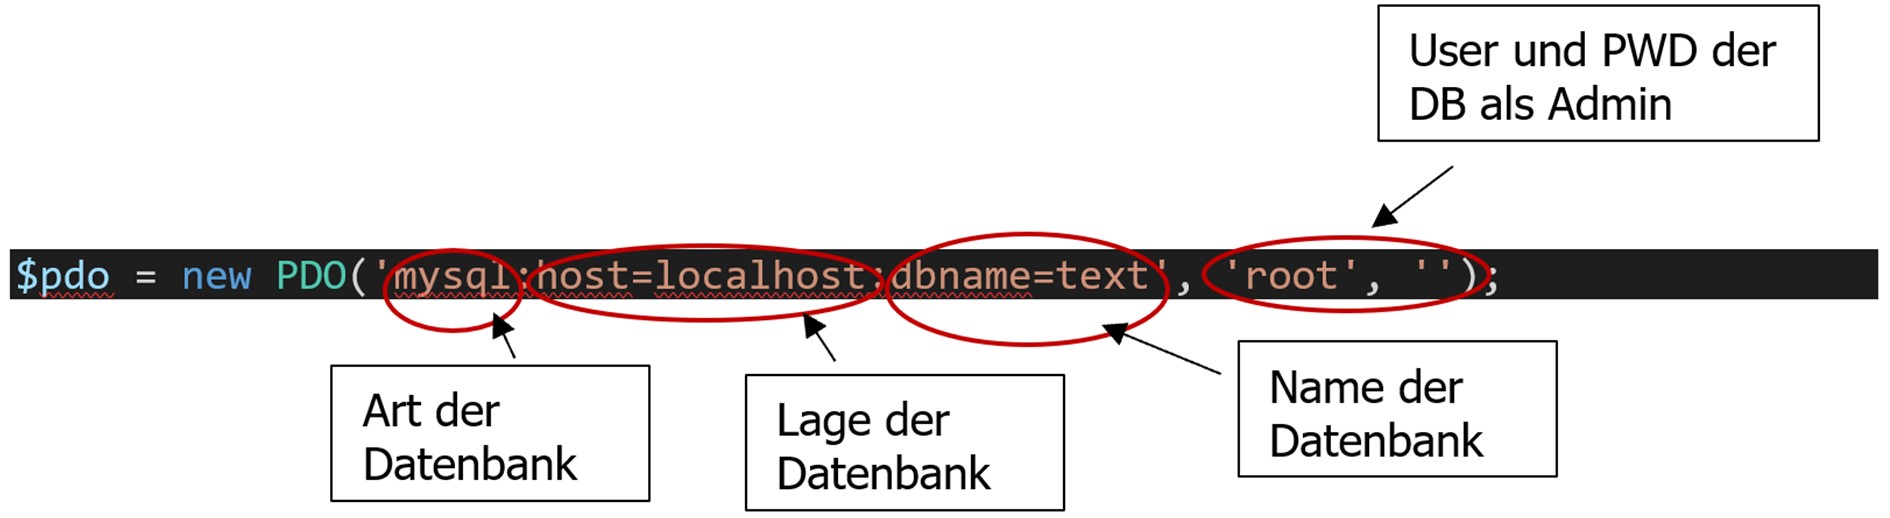 User und PWD der
DB als Admin
$pdo = new PDO('mysql:host=localhost;dbname=text', 'root', '');
Art der
Datenbank
Lage der
Datenbank
Name der
Datenbank